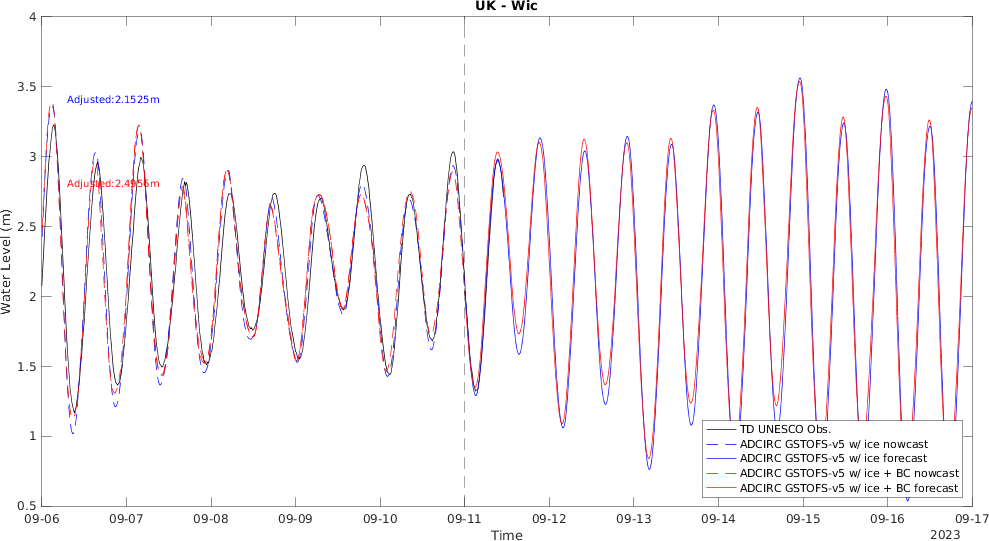 UK - Wic
4
3.5
3
2.5
2
1.5
1
0.5
Water Level (m)
Adjusted:2.1525m
Adjusted:2.4956m
TD UNESCO Obs.
ADCIRC GSTOFS-v5 w/ ice nowcast
ADCIRC GSTOFS-v5 w/ ice forecast
ADCIRC GSTOFS-v5 w/ ice + BC nowcast
ADCIRC GSTOFS-v5 w/ ice + BC forecast
09-06 09-07 09-08 09-09 09-10 09-11 09-12 09-13 09-14 09-15 09-16 09-17
Time
2023